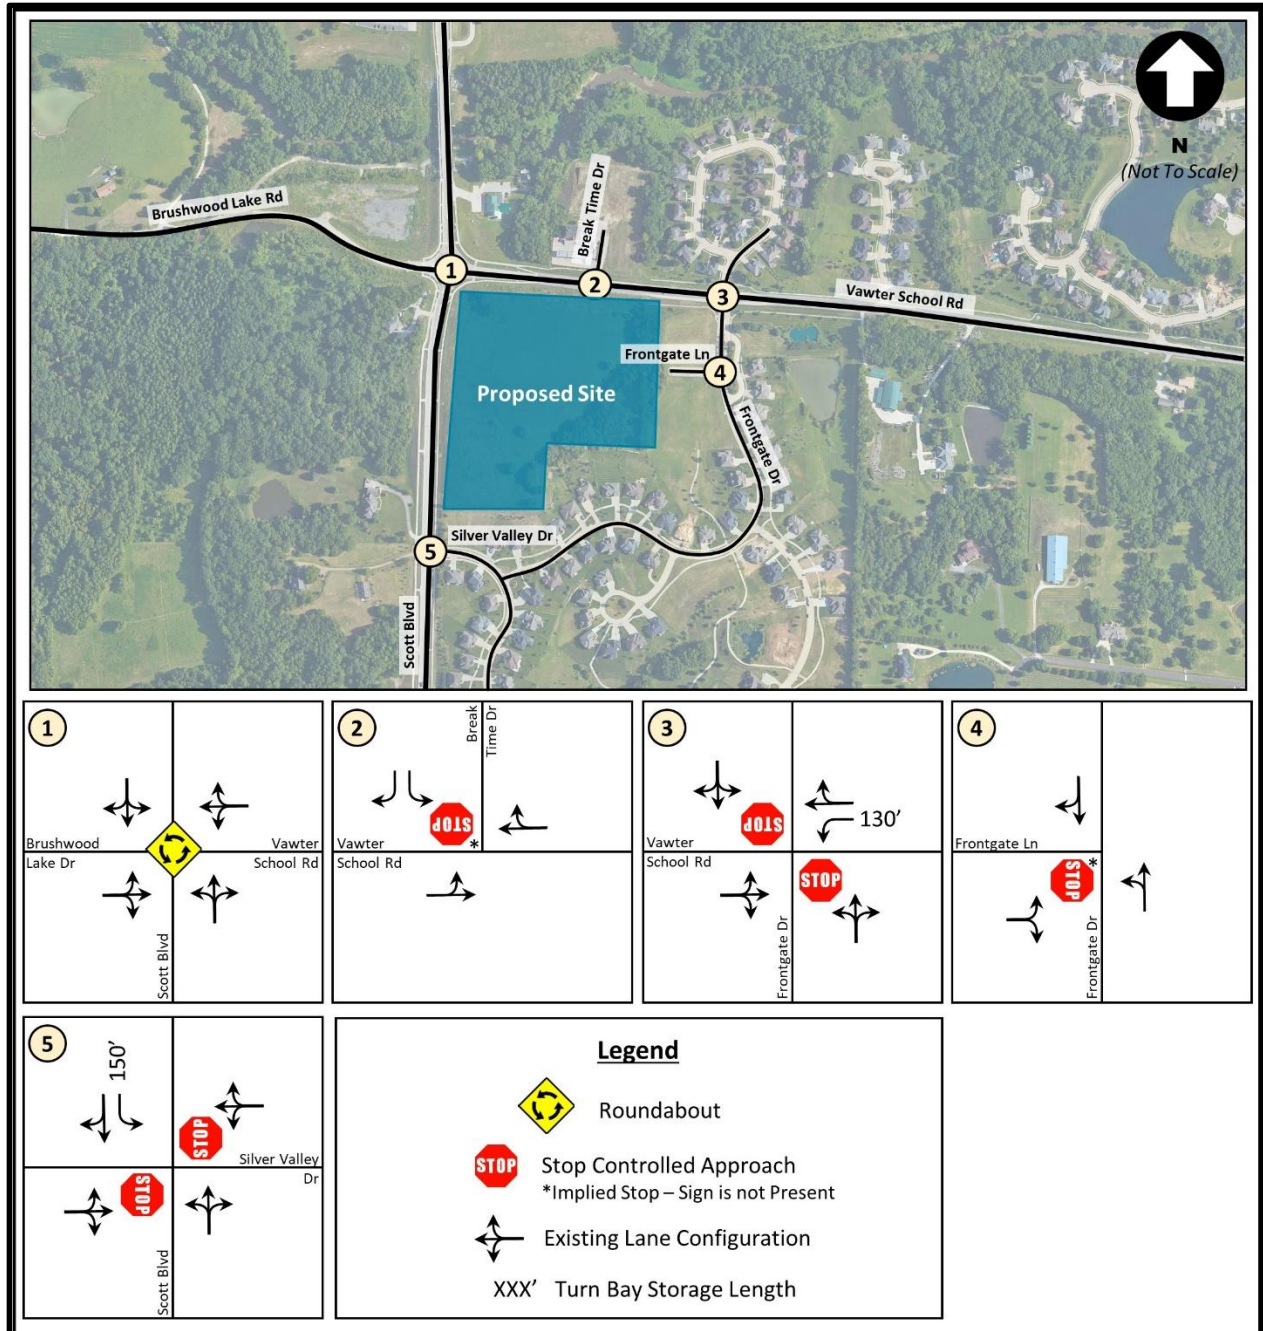 N
(Not To Scale)
Brushwood Lake Rd
Break Time Dr
1
2
3
Vawter School Rd
Frontgate Ln
4
Proposed Site
Frontgate Dr
Silver Valley Dr
5
Scott Blvd
1
Brushwood
Lake Dr
Vawter
School Rd
Scott Blvd
2
Break
Time Dr
STOP
*
Vawter
School Rd
3
130'
STOP
Vawter
School Rd
STOP
Frontgate Dr
4
Frontgate Ln
STOP
*
Frontgate Dr
5
150'
STOP
Silver Valley
Dr
STOP
Scott Blvd
Legend
Roundabout
STOP
Stop Controlled Approach
*Implied Stop – Sign is not Present
Existing Lane Configuration
XXX' Turn Bay Storage Length